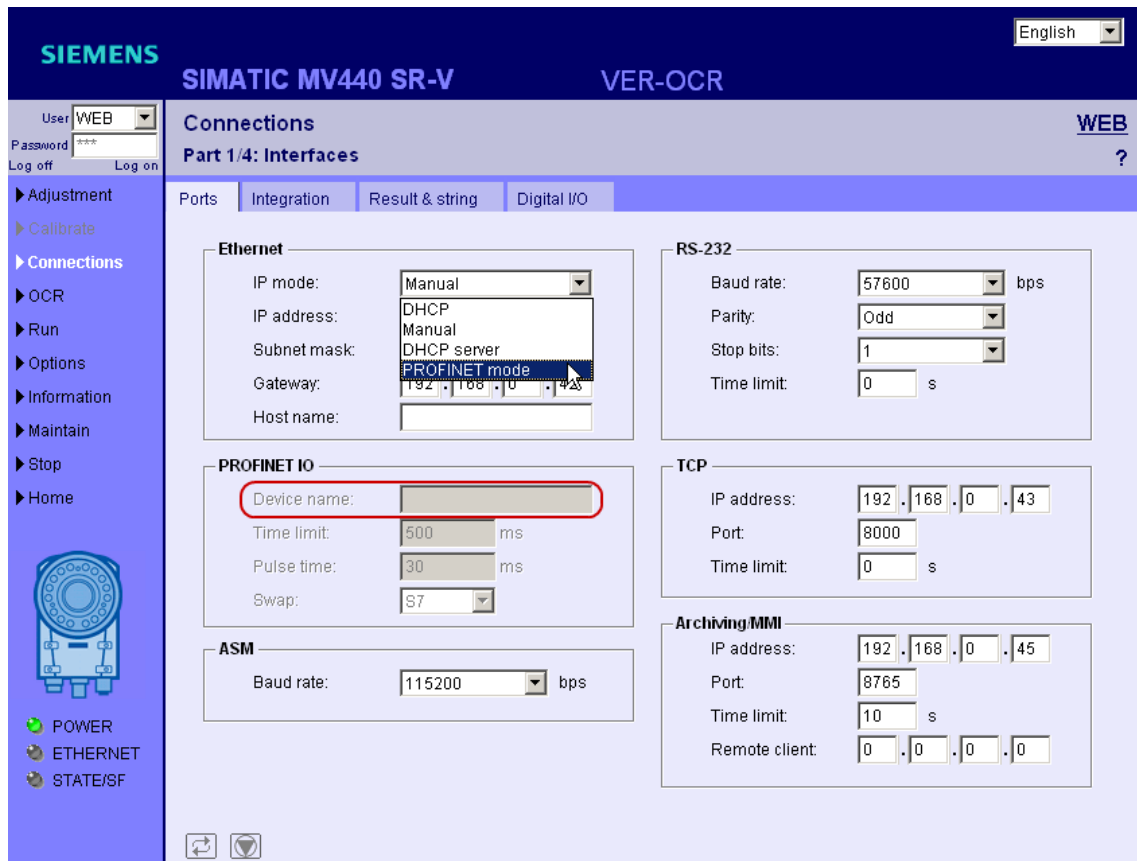 English
SIEMENS
SIMATIC MV440 SR-V VER-OCR
User WEB
Password ***
Log off Log on
Connections WEB
Part 1/4: Interfaces ?
Adjustment
Calibrate
Connections
OCR
Run
Options
Information
Maintain
Stop
Home
POWER
ETHERNET
STATE/SF
Ports Integration Result & string Digital I/O
Ethernet
IP mode: Manual
DHCP
Manual
DHCP server
PROFINET mode
IP address:
Subnet mask:
Gateway: 192 . 168 . 0 . 42
Host name:
PROFINET IO
Device name:
Time limit: 500 ms
Pulse time: 30 ms
Swap: S7
ASM
Baud rate: 115200 bps
RS-232
Baud rate: 57600 bps
Parity: Odd
Stop bits: 1
Time limit: 0 s
TCP
IP address: 192 . 168 . 0 . 43
Port: 8000
Time limit: 0 s
Archiving/MMI
IP address: 192 . 168 . 0 . 45
Port: 8765
Time limit: 10 s
Remote client: 0 . 0 . 0 . 0